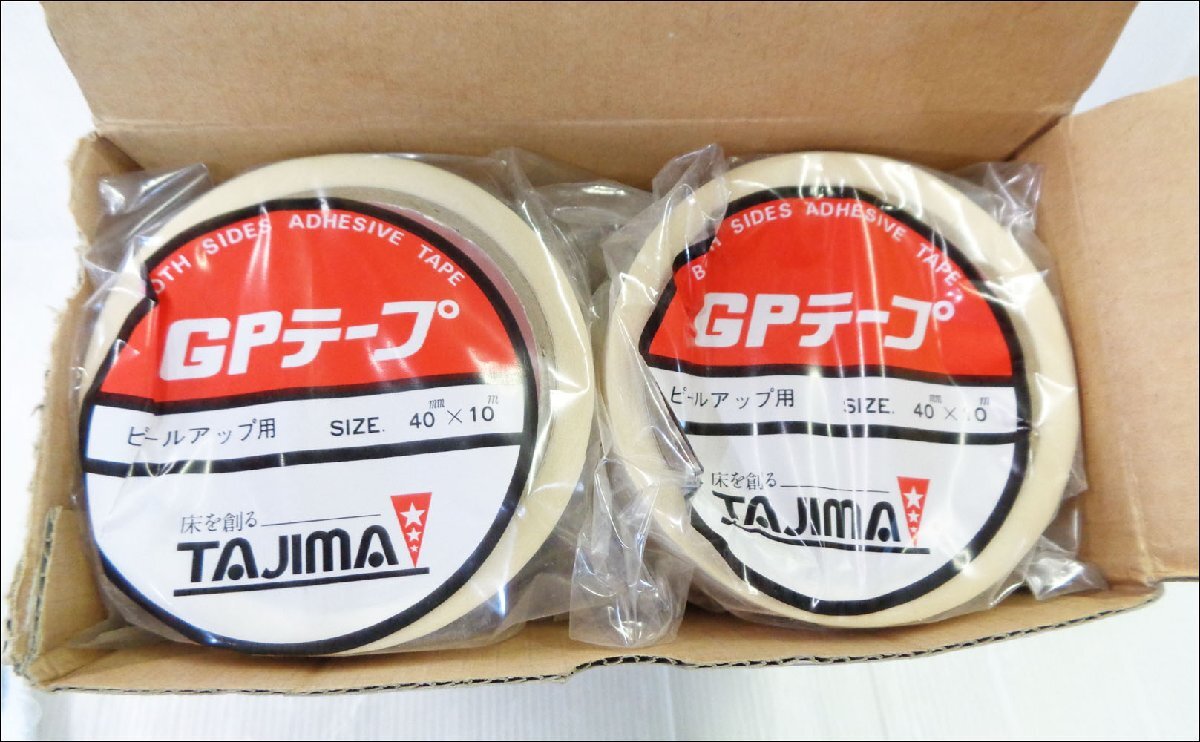 OTH SIDES ADHESIVE TAPE
GPテープ
ピールアップ用 SIZE. 40mm×10m
床を創る
TAJIMA
B H SIDES ADHESIVE TAPE
GPテープ
ピールアップ用 SIZE. 40mm×10m
床を創る
TAJIMA